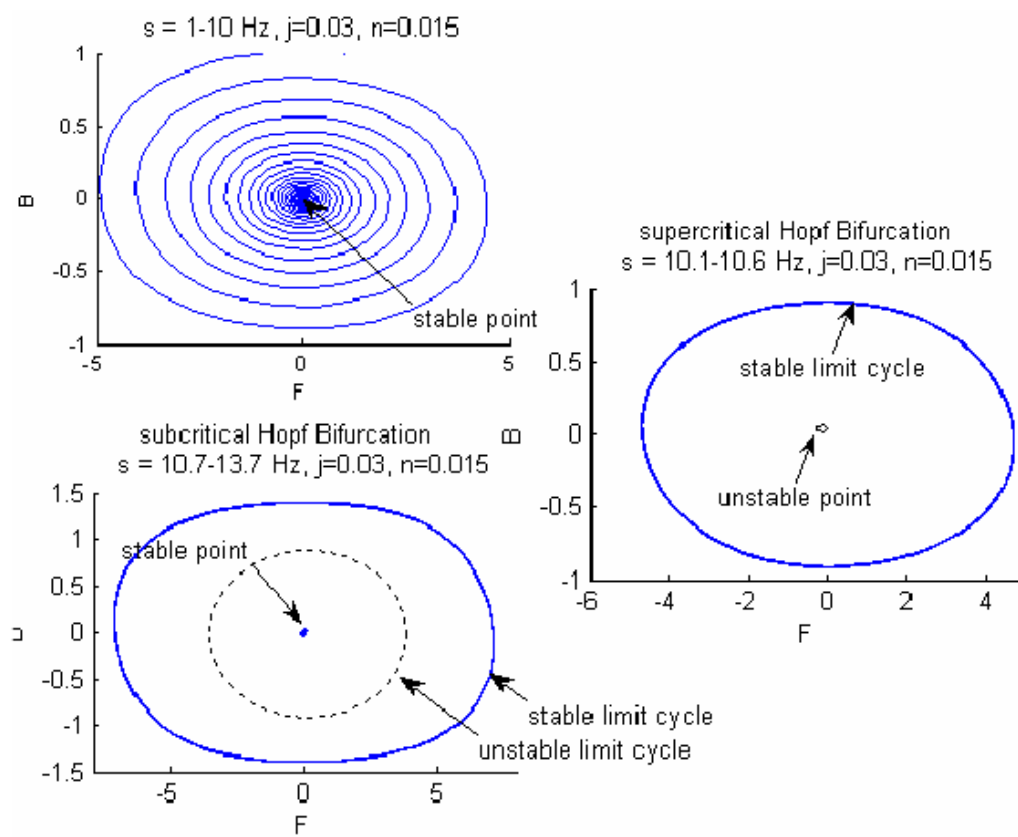 s = 1-10 Hz, j=0.03, n=0.015
1
0.5
0
-0.5
-1
B
stable point
-5
0
5
F
supercritical Hopf Bifurcation
s = 10.1-10.6 Hz, j=0.03, n=0.015
1
0.5
0
-0.5
-1
B
stable limit cycle
unstable point
-6
-4
-2
0
2
4
F
subcritical Hopf Bifurcation
s = 10.7-13.7 Hz, j=0.03, n=0.015
1.5
1
0.5
0
-0.5
-1
-1.5
stable point
stable limit cycle
unstable limit cycle
-5
0
5
F